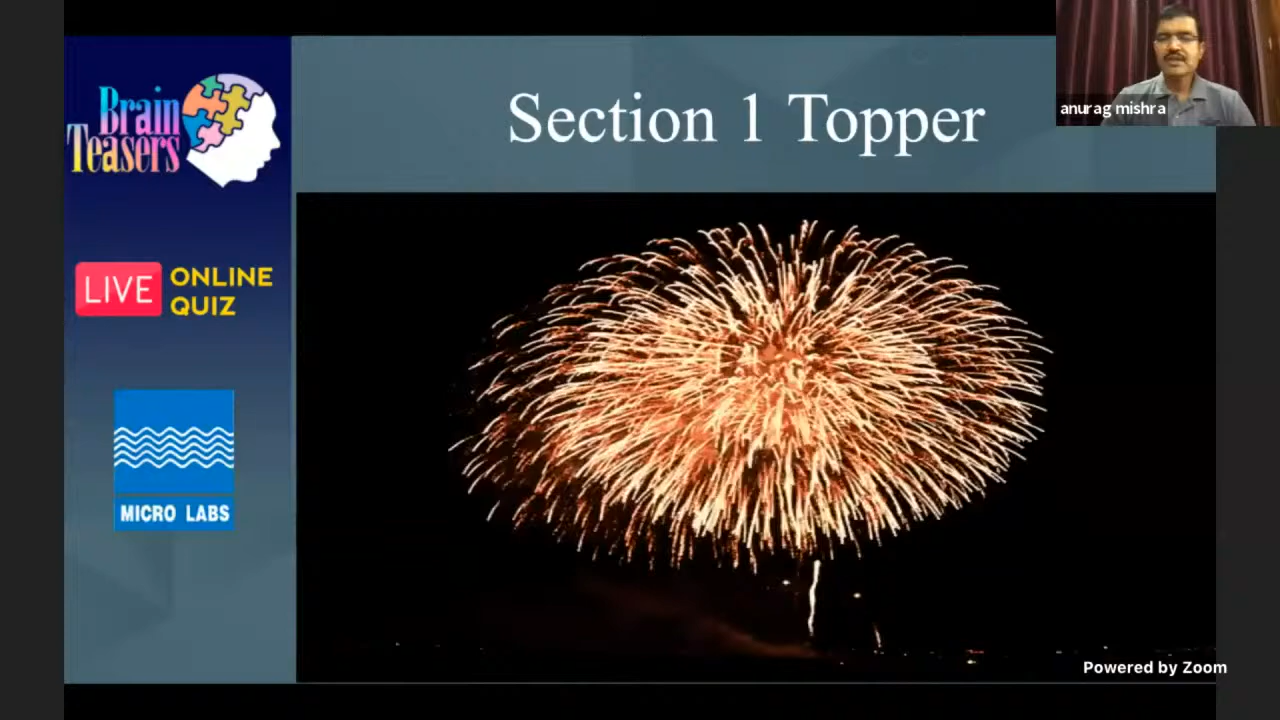 Brain
Teasers
Section 1 Topper
anurag mishra
LIVE ONLINE
QUIZ
MICRO LABS
Powered by Zoom